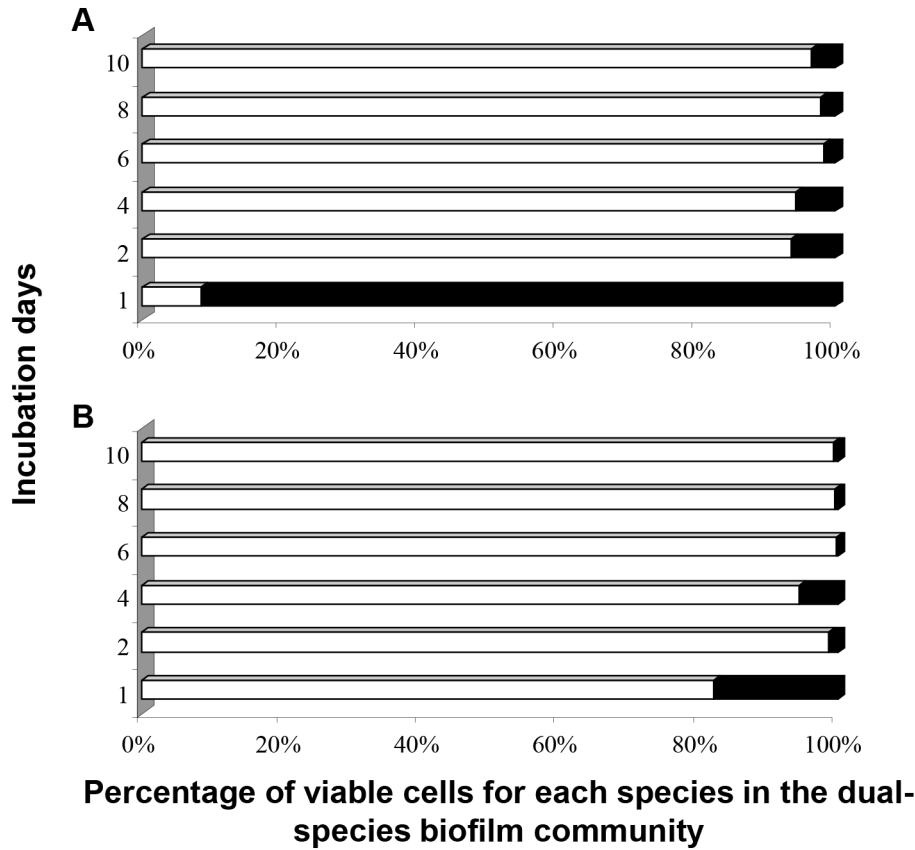 A
10
8
6
4
2
1
0% 20% 40% 60% 80% 100%
Incubation days
B
10
8
6
4
2
1
0% 20% 40% 60% 80% 100%
Percentage of viable cells for each species in the dual-
species biofilm community